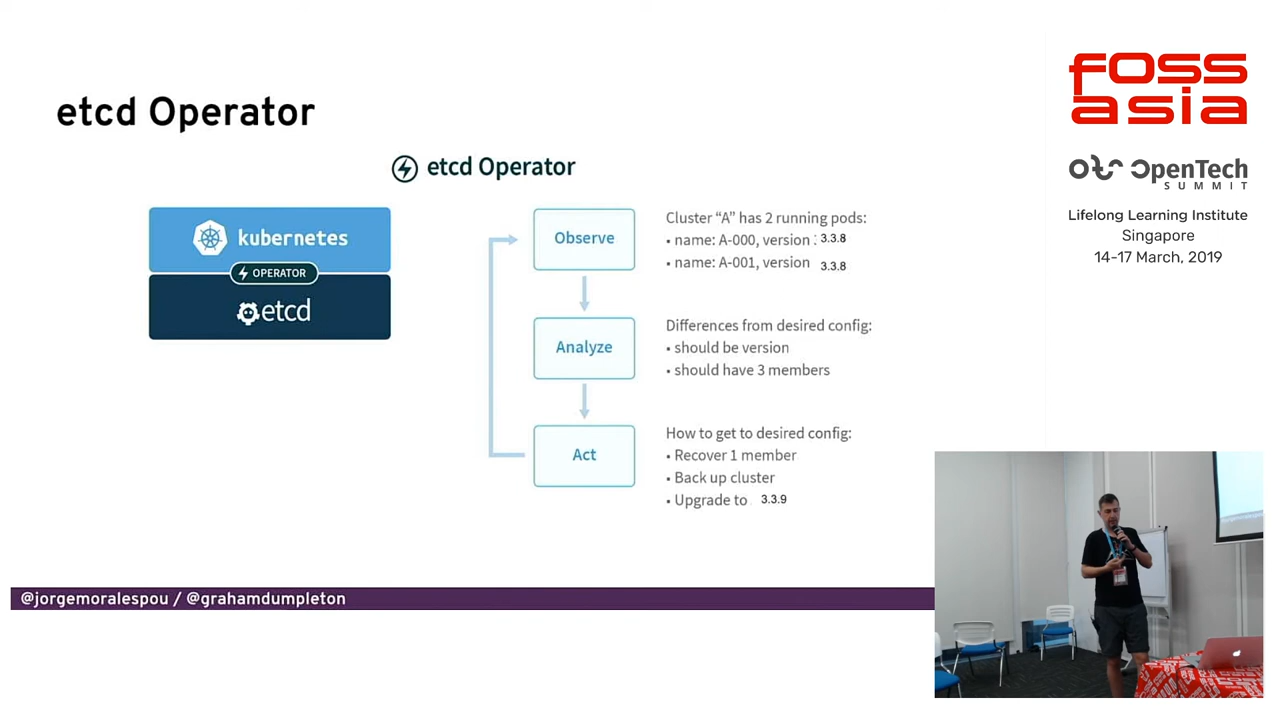 etcd Operator
etcd Operator
kubernetes
OPERATOR
etcd
Observe
Cluster “A” has 2 running pods:
• name: A-000, version : 3.3.8
• name: A-001, version 3.3.8
Analyze
Differences from desired config:
• should be version
• should have 3 members
Act
How to get to desired config:
• Recover 1 member
• Back up cluster
• Upgrade to 3.3.9
@jorgemoralespou / @grahamdumpleton
FOSS
asia
OpenTech
SUMMIT
Lifelong Learning Institute
Singapore
14-17 March, 2019